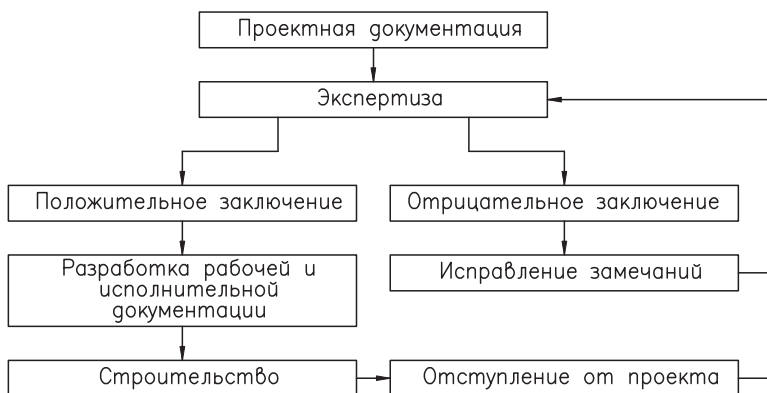 Проектная документация
Экспертиза
Положительное заключение
Отрицательное заключение
Разработка рабочей и
исполнительной
документации
Исправление замечаний
Строительство
Отступление от проекта